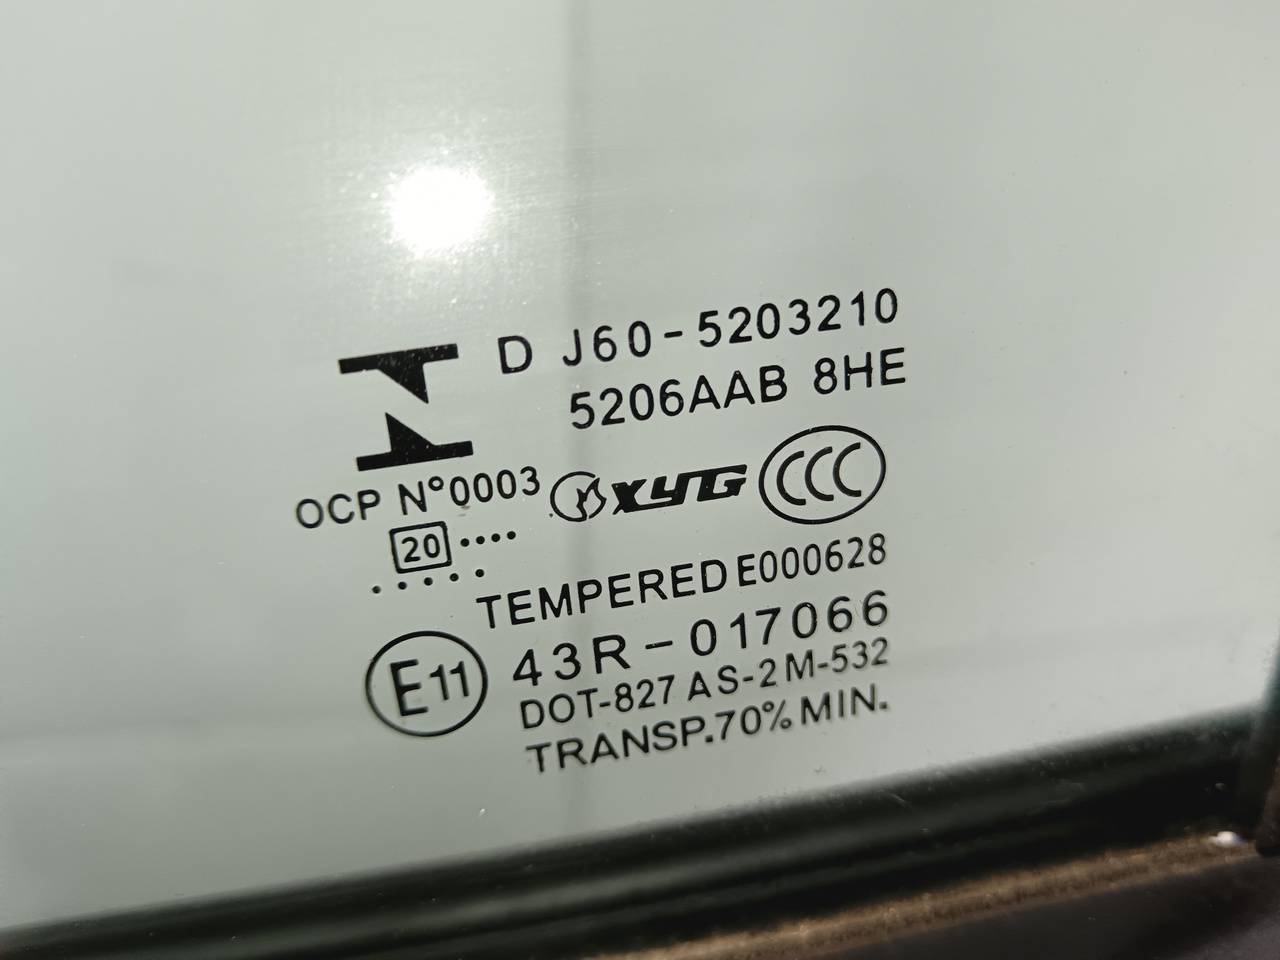 D J60-5203210
5206AAB 8HE
OCP N°0003
XYG
CCC
20
TEMPERED E000628
E11
43R-017066
DOT-827 AS-2 M-532
TRANSP.70% MIN.